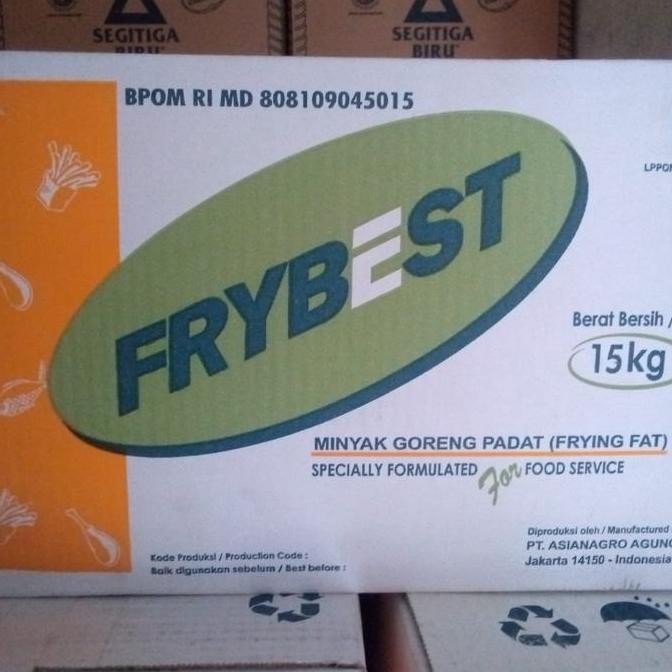 SEGITIGA
BIRU
SEGITIGA
BIRU
BPOM RI MD 808109045015
FRYBEST
Berat Bersih /
15kg
MINYAK GORENG PADAT (FRYING FAT)
SPECIALLY FORMULATED For FOOD SERVICE
Kode Produksi / Production Code :
Baik digunakan sebelum / Best before :
Diproduksi oleh / Manufactured
PT. ASIANAGRO AGUNG
Jakarta 14150 - Indonesia